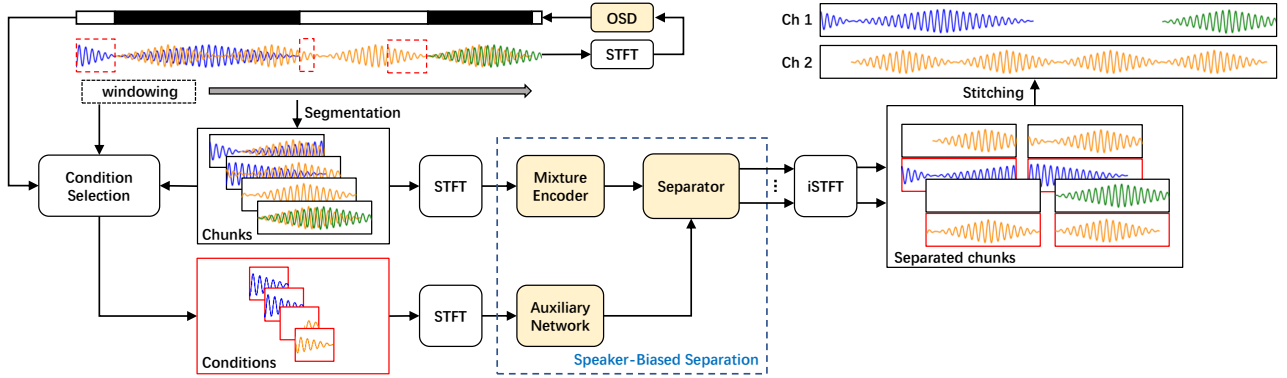 OSD
Ch 1
STFT
Ch 2
windowing
Segmentation
Stitching
Condition
Selection
Chunks
STFT
Mixture
Encoder
Separator
⋮
iSTFT
Separated chunks
Conditions
STFT
Auxiliary
Network
Speaker-Biased Separation